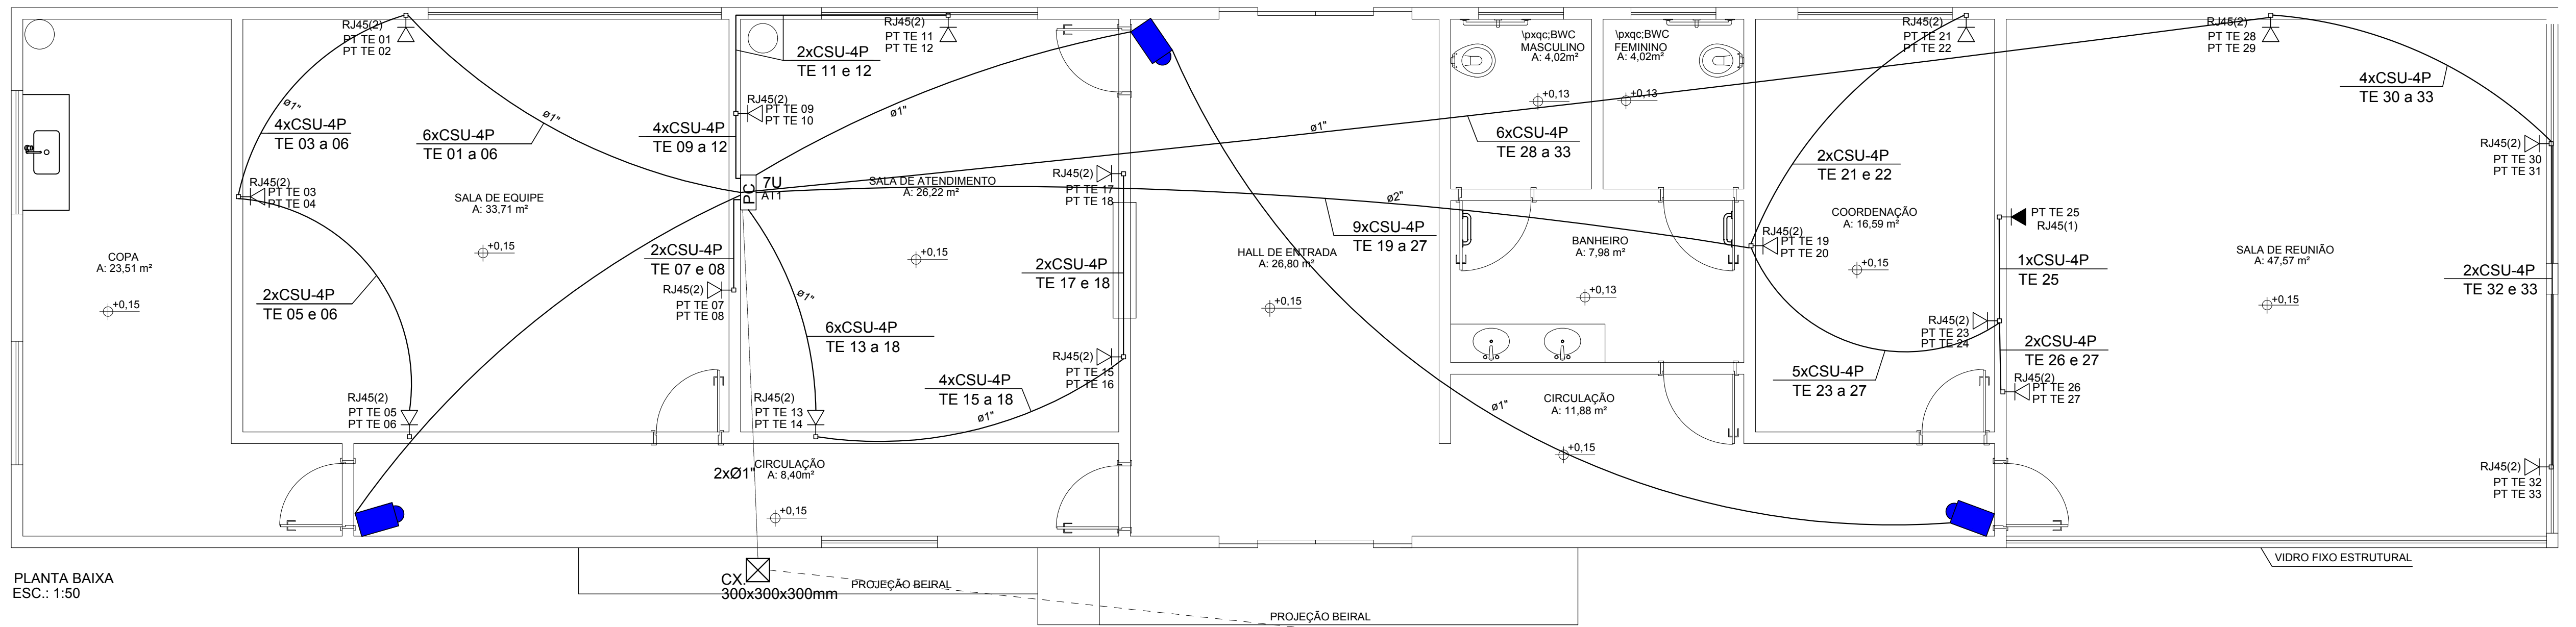 RJ45(2)
PT TE 01
PT TE 02
ø1"
4xCSU-4P
TE 03 a 06
RJ45(2)
PT TE 03
PT TE 04
2xCSU-4P
TE 05 e 06
COPA
A: 23,51 m²
+0,15
RJ45(2)
PT TE 05
PT TE 06
ø1"
6xCSU-4P
TE 01 a 06
SALA DE EQUIPE
A: 33,71 m²
+0,15
4xCSU-4P
TE 09 a 12
RJ45(2)
PT TE 09
PT TE 10
2xCSU-4P
TE 11 e 12
RJ45(2)
PT TE 11
PT TE 12
ø1"
PC
7U
AT1
SALA DE ATENDIMENTO
A: 26,22 m²
+0,15
2xCSU-4P
TE 07 e 08
RJ45(2)
PT TE 07
PT TE 08
ø1"
6xCSU-4P
TE 13 a 18
RJ45(2)
PT TE 13
PT TE 14
4xCSU-4P
TE 15 a 18
ø1"
RJ45(2)
PT TE 17
PT TE 18
2xCSU-4P
TE 17 e 18
RJ45(2)
PT TE 15
PT TE 16
2xØ1"
CIRCULAÇÃO
A: 8,40m²
+0,15
HALL DE ENTRADA
A: 26,80 m²
+0,15
ø1"
ø2"
9xCSU-4P
TE 19 a 27
6xCSU-4P
TE 28 a 33
\pxqc;BWC
MASCULINO
A: 4,02m²
+0,13
\pxqc;BWC
FEMININO
A: 4,02m²
+0,13
BANHEIRO
A: 7,98 m²
+0,13
CIRCULAÇÃO
A: 11,88 m²
+0,15
ø1"
RJ45(2)
PT TE 21
PT TE 22
2xCSU-4P
TE 21 e 22
COORDENAÇÃO
A: 16,59 m²
+0,15
RJ45(2)
PT TE 19
PT TE 20
RJ45(2)
PT TE 23
PT TE 24
5xCSU-4P
TE 23 a 27
PT TE 25
RJ45(1)
1xCSU-4P
TE 25
2xCSU-4P
TE 26 e 27
RJ45(2)
PT TE 26
PT TE 27
RJ45(2)
PT TE 28
PT TE 29
4xCSU-4P
TE 30 a 33
RJ45(2)
PT TE 30
PT TE 31
SALA DE REUNIÃO
A: 47,57 m²
+0,15
2xCSU-4P
TE 32 e 33
RJ45(2)
PT TE 32
PT TE 33
VIDRO FIXO ESTRUTURAL
CX.
300x300x300mm
PROJEÇÃO BEIRAL
PROJEÇÃO BEIRAL
PLANTA BAIXA
ESC.: 1:50